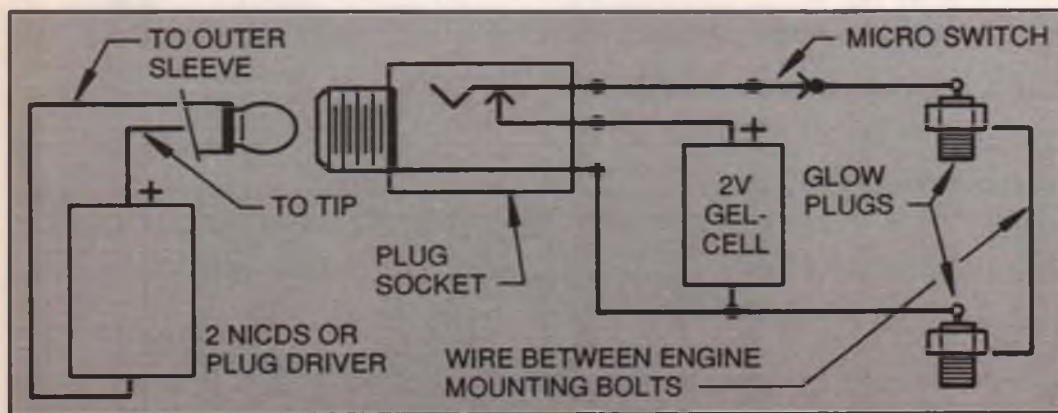 TO OUTER
SLEEVE
MICRO SWITCH
+
+
TO TIP
2V
GEL-
CELL
GLOW
PLUGS
PLUG
SOCKET
2 NICDS OR
PLUG DRIVER
WIRE BETWEEN ENGINE
MOUNTING BOLTS